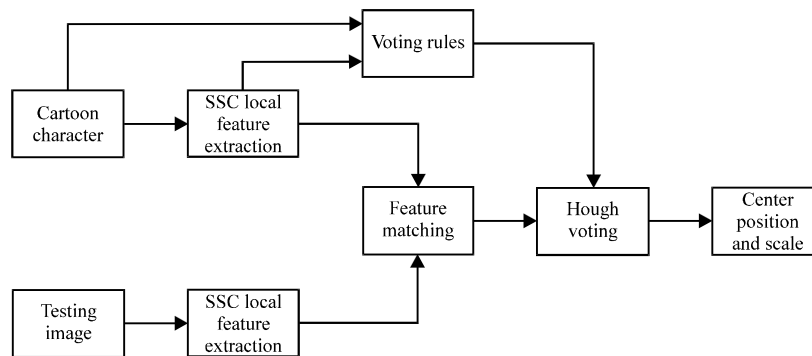 Voting rules
Cartoon
character
SSC local
feature
extraction
Feature
matching
Hough
voting
Center
position
and scale
Testing
image
SSC local
feature
extraction